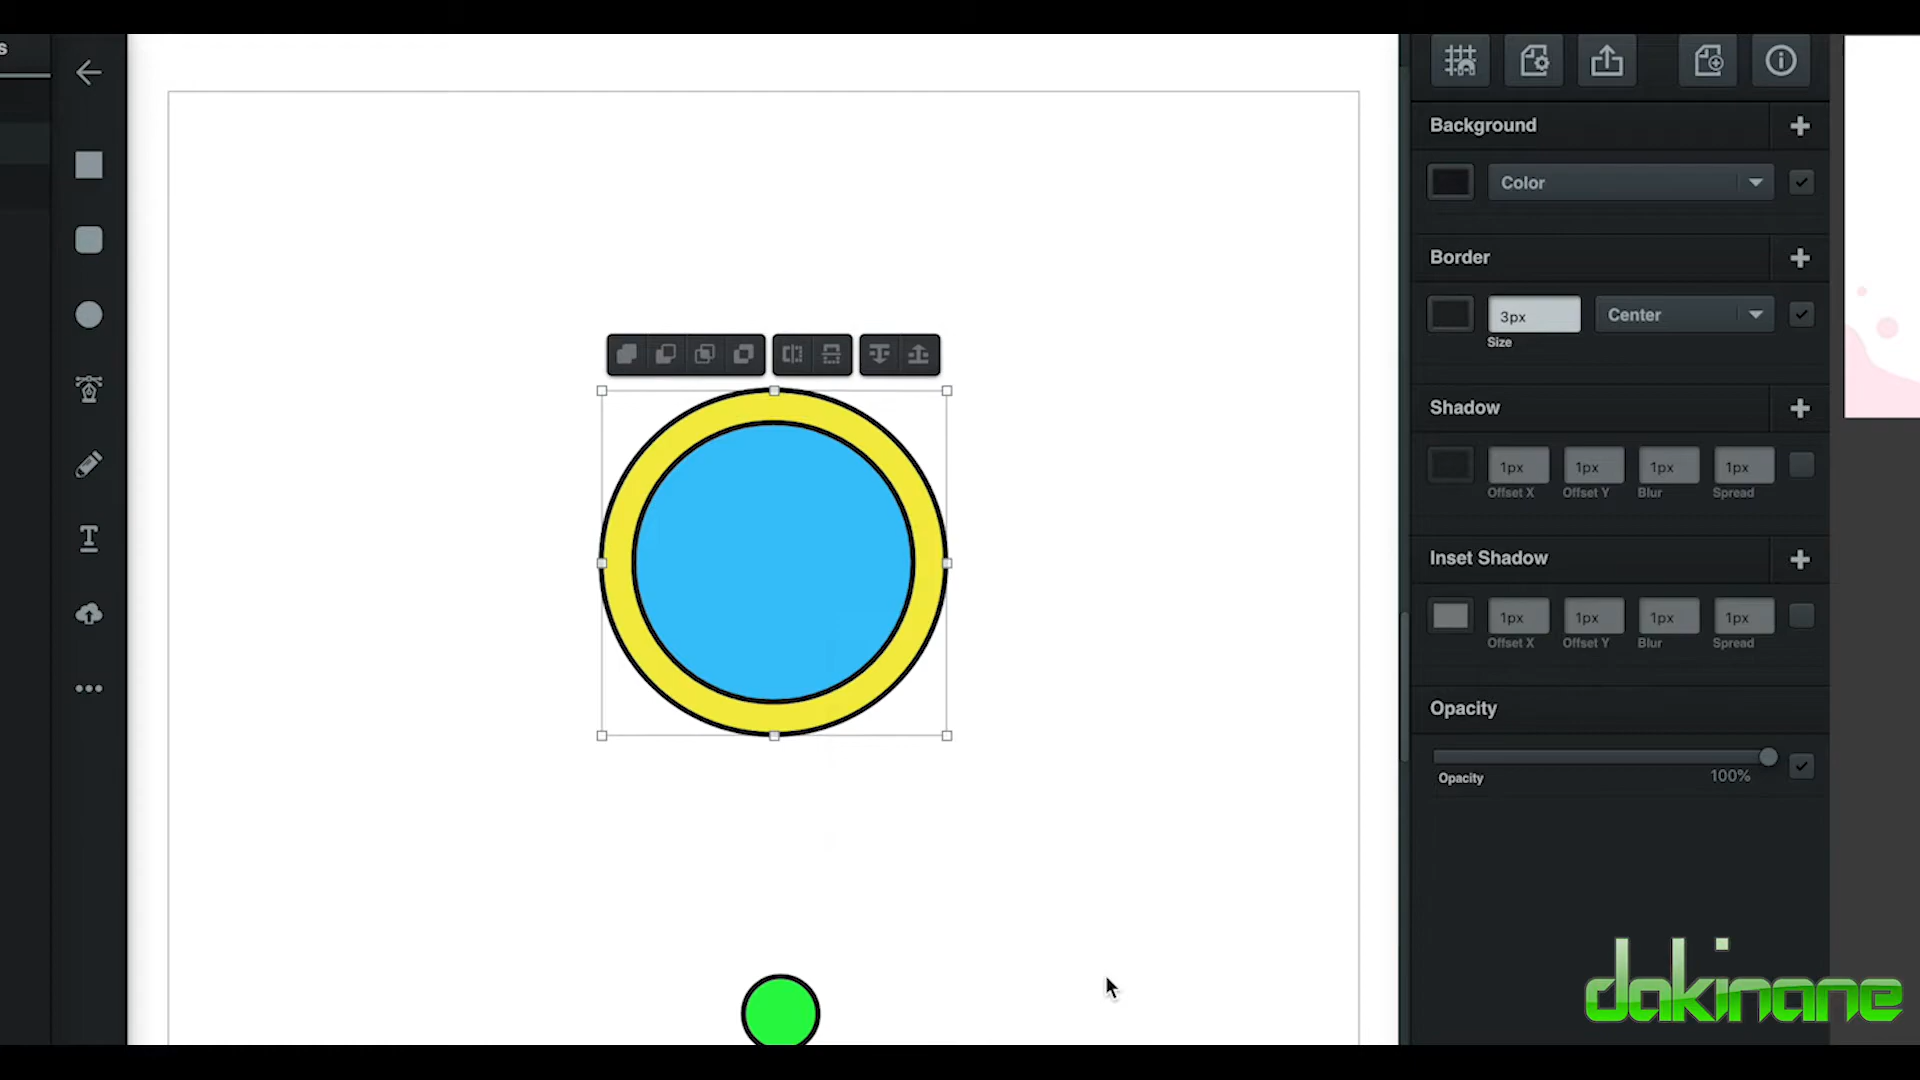 s
Background
Color
Border
3px
Center
Size
Shadow
1px 1px 1px 1px
Offset X Offset Y Blur Spread
Inset Shadow
1px 1px 1px 1px
Offset X Offset Y Blur Spread
Opacity
Opacity 100%
dakinane